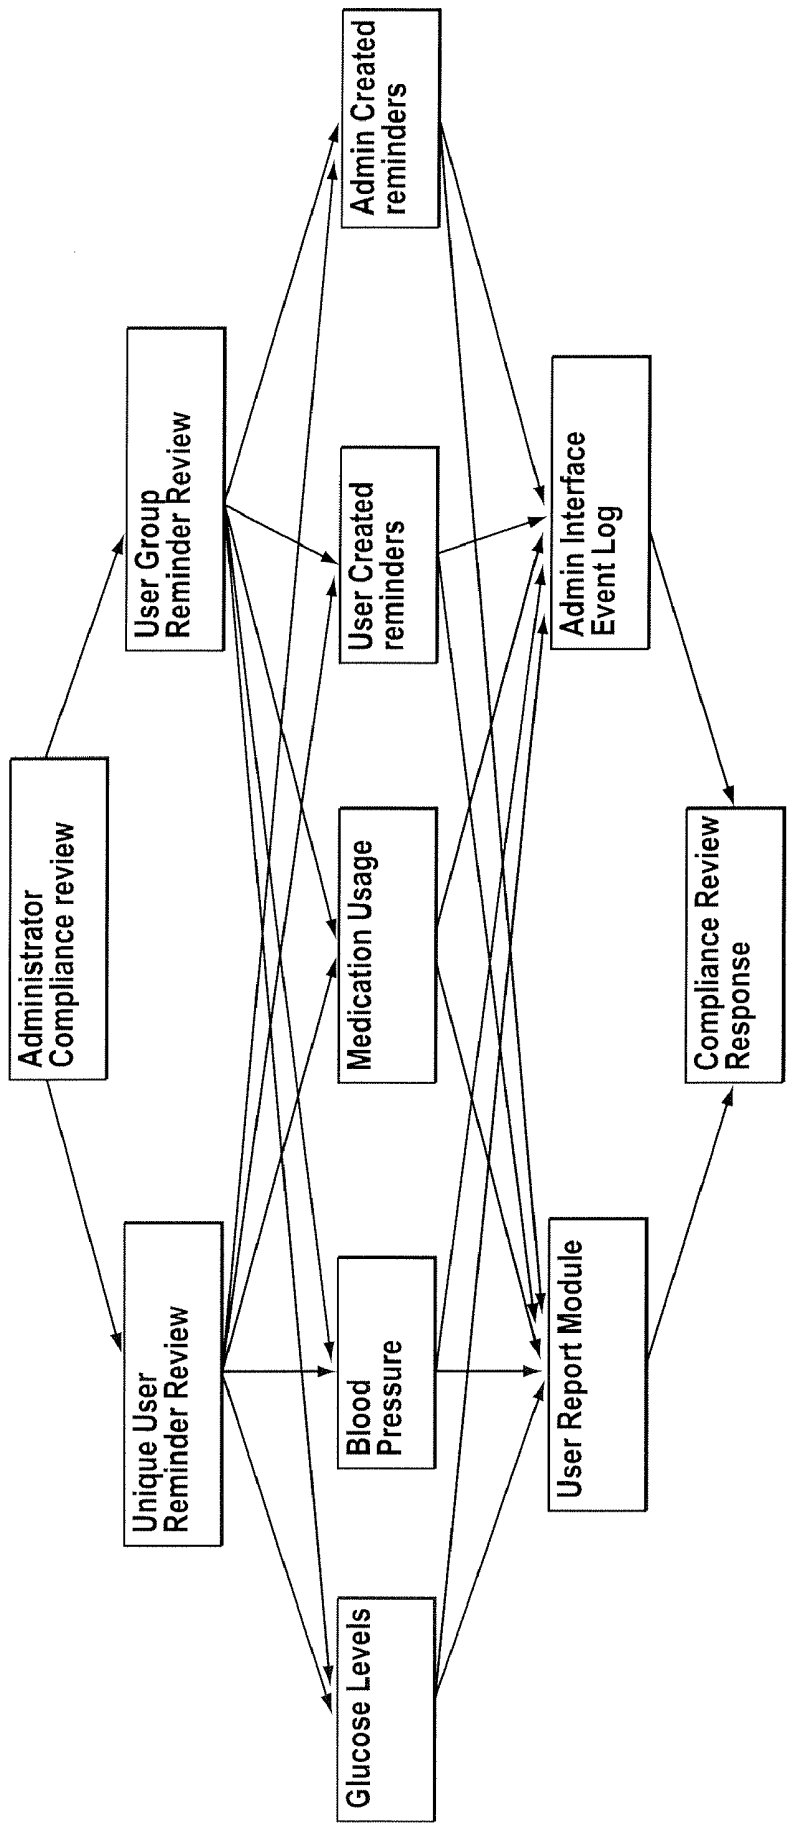 Administrator
Compliance review
Unique User
Reminder Review
User Group
Reminder Review
Glucose Levels
Blood
Pressure
Medication Usage
User Created
reminders
Admin Created
reminders
User Report Module
Admin Interface
Event Log
Compliance Review
Response